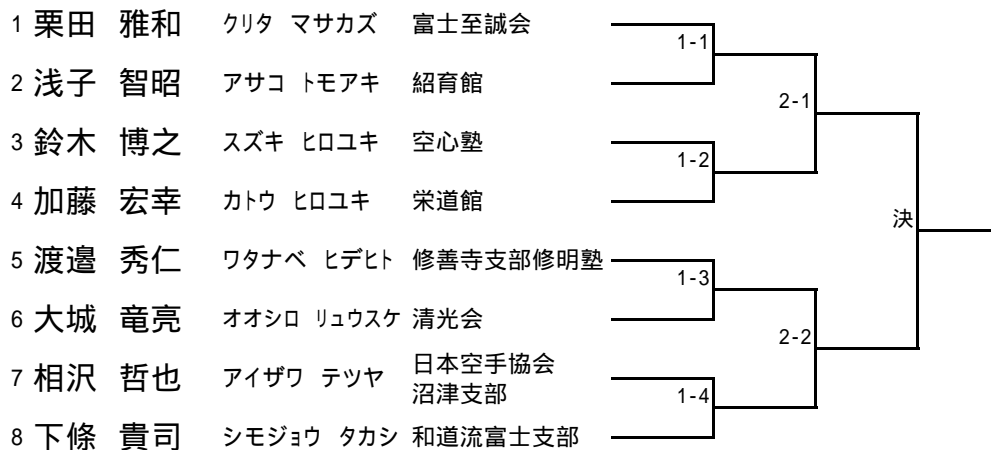 1 栗田 雅和 クリタ マサカズ 富士至誠会
1-1
2 浅子 智昭 アサコ トモアキ 紹育館
2-1
3 鈴木 博之 スズキ ヒロユキ 空心塾
1-2
4 加藤 宏幸 カトウ ヒロユキ 栄道館
決
5 渡邉 秀仁 ワタナベ ヒデヒト 修善寺支部修明塾
1-3
6 大城 竜亮 オオシロ リュウスケ 清光会
2-2
7 相沢 哲也 アイザワ テツヤ 日本空手協会
沼津支部
1-4
8 下條 貴司 シモジョウ タカシ 和道流富士支部